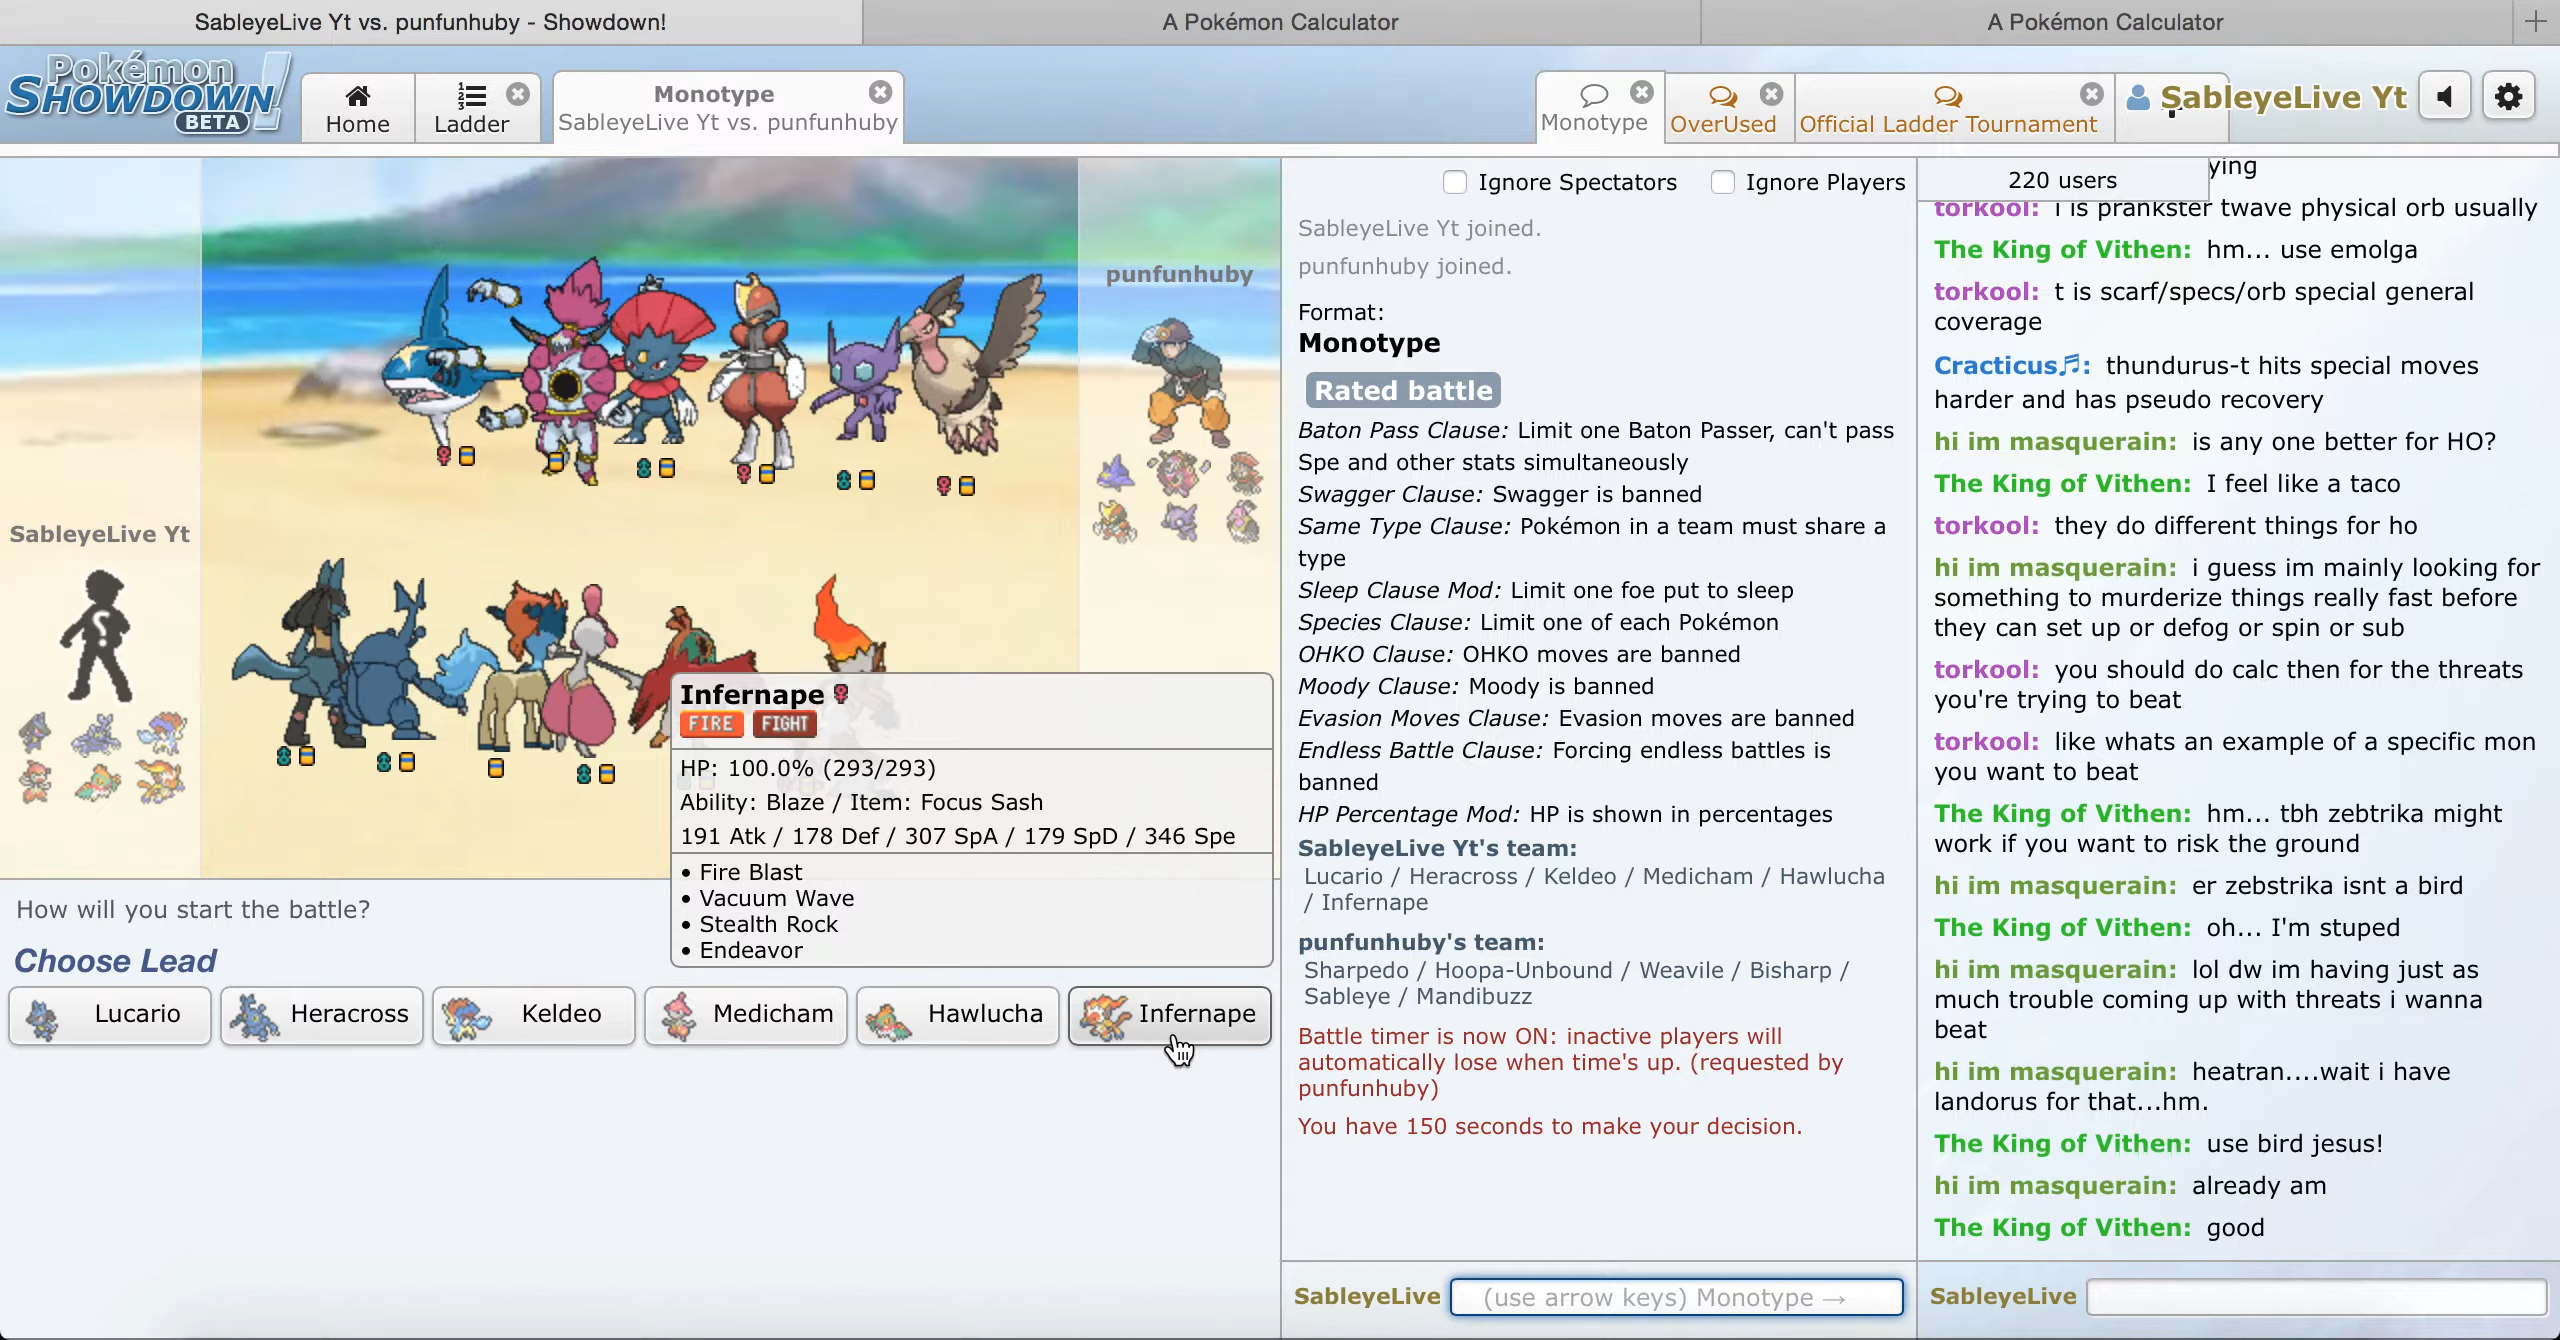 SableyeLive Yt vs. punfunhuby - Showdown!
A Pokémon Calculator
A Pokémon Calculator
Pokémon
SHOWDOWN!
BETA
Home
Ladder
Monotype
SableyeLive Yt vs. punfunhuby
Monotype
OverUsed
Official Ladder Tournament
SableyeLive Yt
SableyeLive Yt
punfunhuby
Infernape
FIRE FIGHT
HP: 100.0% (293/293)
Ability: Blaze / Item: Focus Sash
191 Atk / 178 Def / 307 SpA / 179 SpD / 346 Spe
• Fire Blast
• Vacuum Wave
• Stealth Rock
• Endeavor
How will you start the battle?
Choose Lead
Lucario
Heracross
Keldeo
Medicham
Hawlucha
Infernape
Ignore Spectators
Ignore Players
SableyeLive Yt joined.
punfunhuby joined.
Format:
Monotype
Rated battle
Baton Pass Clause: Limit one Baton Passer, can't pass
Spe and other stats simultaneously
Swagger Clause: Swagger is banned
Same Type Clause: Pokémon in a team must share a
type
Sleep Clause Mod: Limit one foe put to sleep
Species Clause: Limit one of each Pokémon
OHKO Clause: OHKO moves are banned
Moody Clause: Moody is banned
Evasion Moves Clause: Evasion moves are banned
Endless Battle Clause: Forcing endless battles is
banned
HP Percentage Mod: HP is shown in percentages
SableyeLive Yt's team:
Lucario / Heracross / Keldeo / Medicham / Hawlucha
/ Infernape
punfunhuby's team:
Sharpedo / Hoopa-Unbound / Weavile / Bisharp /
Sableye / Mandibuzz
Battle timer is now ON: inactive players will
automatically lose when time's up. (requested by
punfunhuby)
You have 150 seconds to make your decision.
SableyeLive
(use arrow keys) Monotype →
220 users
ying
torkool: i is prankster twave physical orb usually
The King of Vithen: hm... use emolga
torkool: t is scarf/specs/orb special general
coverage
Cracticus♬: thundurus-t hits special moves
harder and has pseudo recovery
hi im masquerain: is any one better for HO?
The King of Vithen: I feel like a taco
torkool: they do different things for ho
hi im masquerain: i guess im mainly looking for
something to murderize things really fast before
they can set up or defog or spin or sub
torkool: you should do calc then for the threats
you're trying to beat
torkool: like whats an example of a specific mon
you want to beat
The King of Vithen: hm... tbh zebtrika might
work if you want to risk the ground
hi im masquerain: er zebstrika isnt a bird
The King of Vithen: oh... I'm stuped
hi im masquerain: lol dw im having just as
much trouble coming up with threats i wanna
beat
hi im masquerain: heatran....wait i have
landorus for that...hm.
The King of Vithen: use bird jesus!
hi im masquerain: already am
The King of Vithen: good
SableyeLive